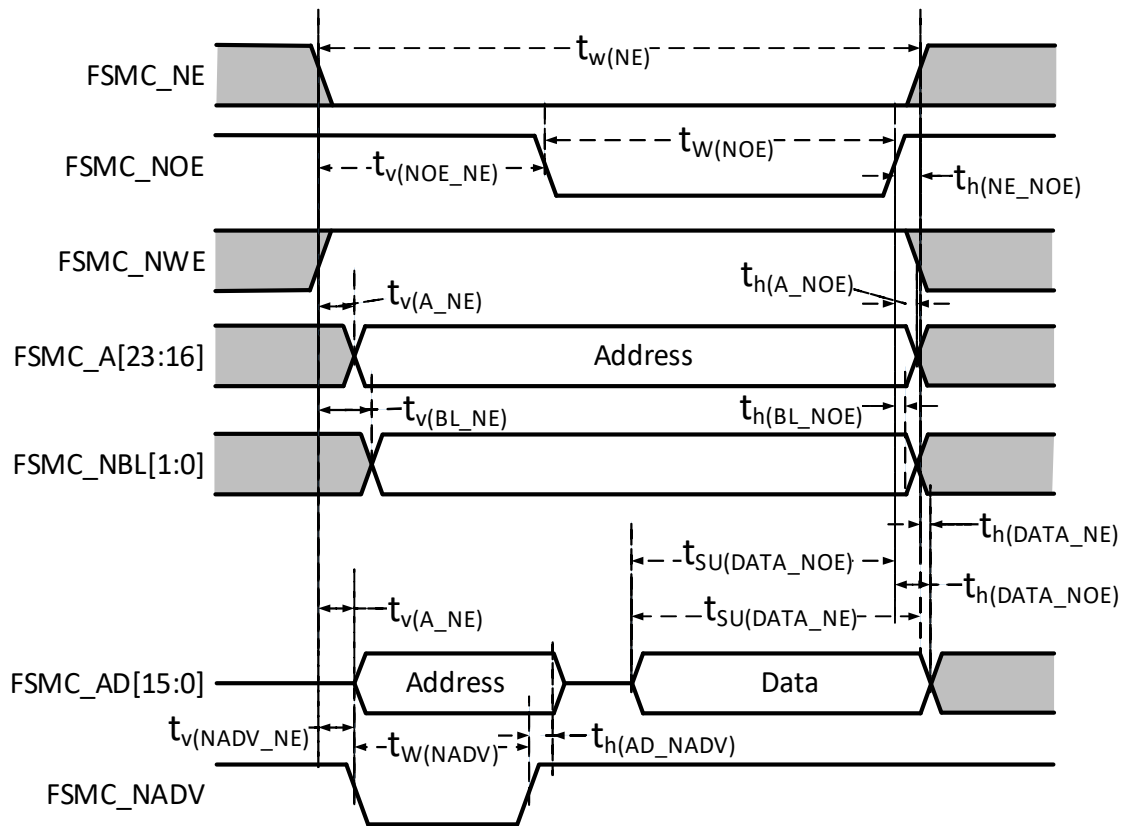 t_w(NE)
FSMC_NE
t_W(NOE)
FSMC_NOE
t_v(NOE_NE)
t_h(NE_NOE)
FSMC_NWE
t_h(A_NOE)
t_v(A_NE)
FSMC_A[23:16]
Address
t_v(BL_NE)
t_h(BL_NOE)
FSMC_NBL[1:0]
t_h(DATA_NE)
t_SU(DATA_NOE)
t_h(DATA_NOE)
t_v(A_NE)
t_SU(DATA_NE)
FSMC_AD[15:0]
Address
Data
t_v(NADV_NE)
t_W(NADV)
t_h(AD_NADV)
FSMC_NADV